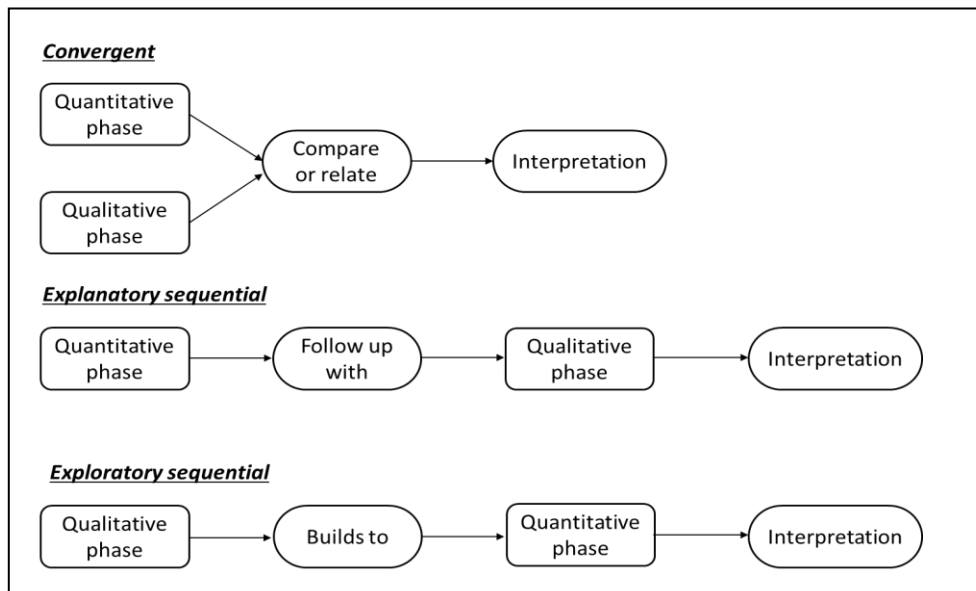 Convergent
Quantitative
phase
Compare
or relate
Interpretation
Qualitative
phase
Explanatory sequential
Quantitative
phase
Follow up
with
Qualitative
phase
Interpretation
Exploratory sequential
Qualitative
phase
Builds to
Quantitative
phase
Interpretation